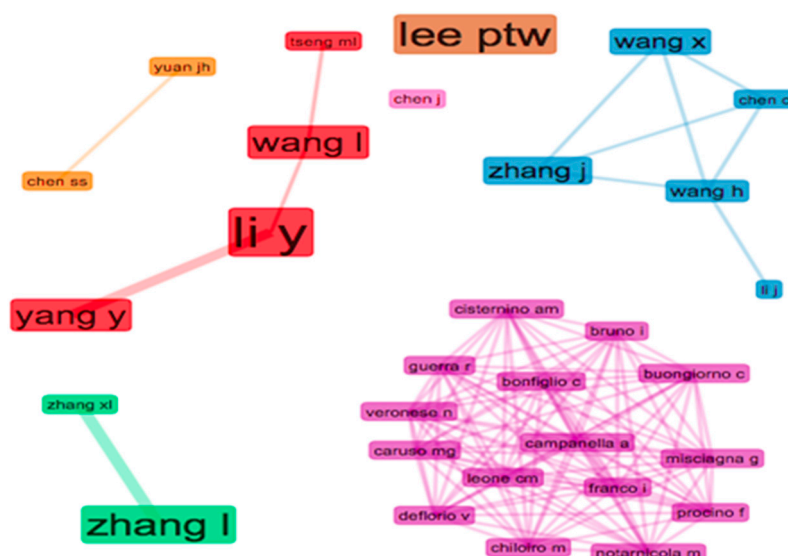 lee ptw
tseng ml
wang x
yuan jh
chen j
chen
wang l
zhang j
chen ss
wang h
li y
li j
yang y
cisternino am
bruno i
guerra r
bonfiglio c
buongiorno c
zhang xl
veronese n
caruso mg
campanella a
misciagna g
leone cm
franco i
zhang l
deflorio v
procino f
chiloiro m
notarnicola m